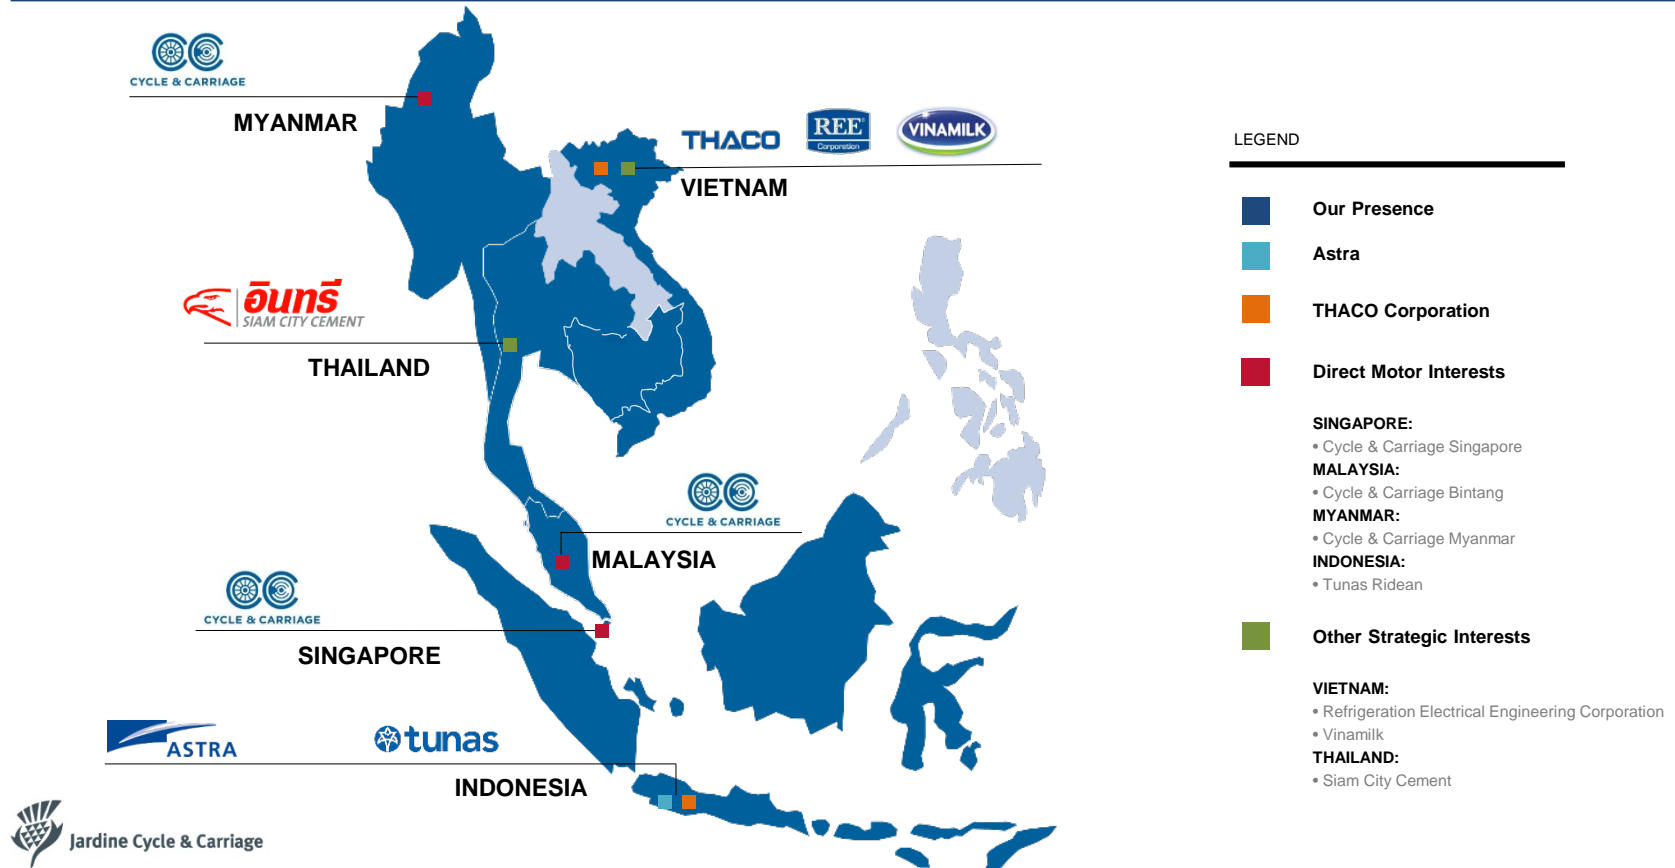 CYCLE & CARRIAGE
MYANMAR
THACO
REE
Corporation
VINAMILK
VIETNAM
อินทรี
SIAM CITY CEMENT
THAILAND
CYCLE & CARRIAGE
MALAYSIA
CYCLE & CARRIAGE
SINGAPORE
ASTRA
tunas
INDONESIA
Jardine Cycle & Carriage
LEGEND
Our Presence
Astra
THACO Corporation
Direct Motor Interests
SINGAPORE:
• Cycle & Carriage Singapore
MALAYSIA:
• Cycle & Carriage Bintang
MYANMAR:
• Cycle & Carriage Myanmar
INDONESIA:
• Tunas Ridean
Other Strategic Interests
VIETNAM:
• Refrigeration Electrical Engineering Corporation
• Vinamilk
THAILAND:
• Siam City Cement